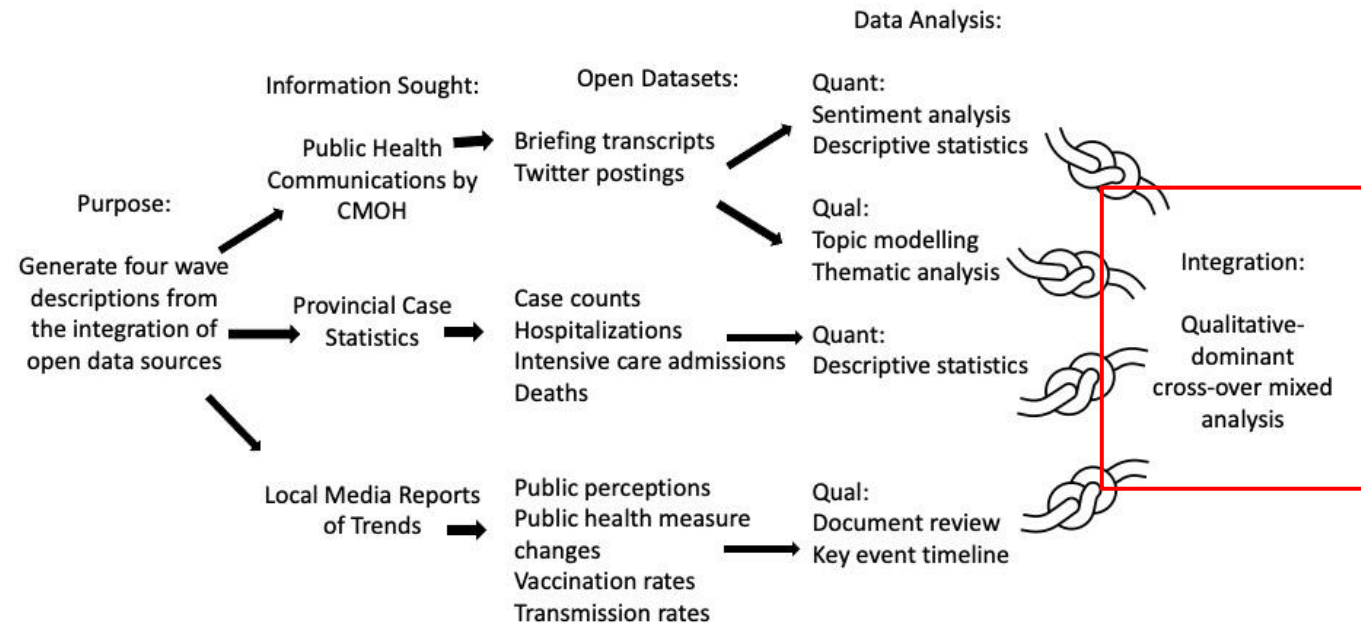 Data Analysis:
Information Sought:
Open Datasets:
Purpose:
Generate four wave
descriptions from
the integration of
open data sources
Public Health
Communications by
CMOH
Briefing transcripts
Twitter postings
Quant:
Sentiment analysis
Descriptive statistics
Qual:
Topic modelling
Thematic analysis
Provincial Case
Statistics
Case counts
Hospitalizations
Intensive care admissions
Deaths
Quant:
Descriptive statistics
Local Media Reports
of Trends
Public perceptions
Public health measure
changes
Vaccination rates
Transmission rates
Qual:
Document review
Key event timeline
Integration:
Qualitative-
dominant
cross-over mixed
analysis